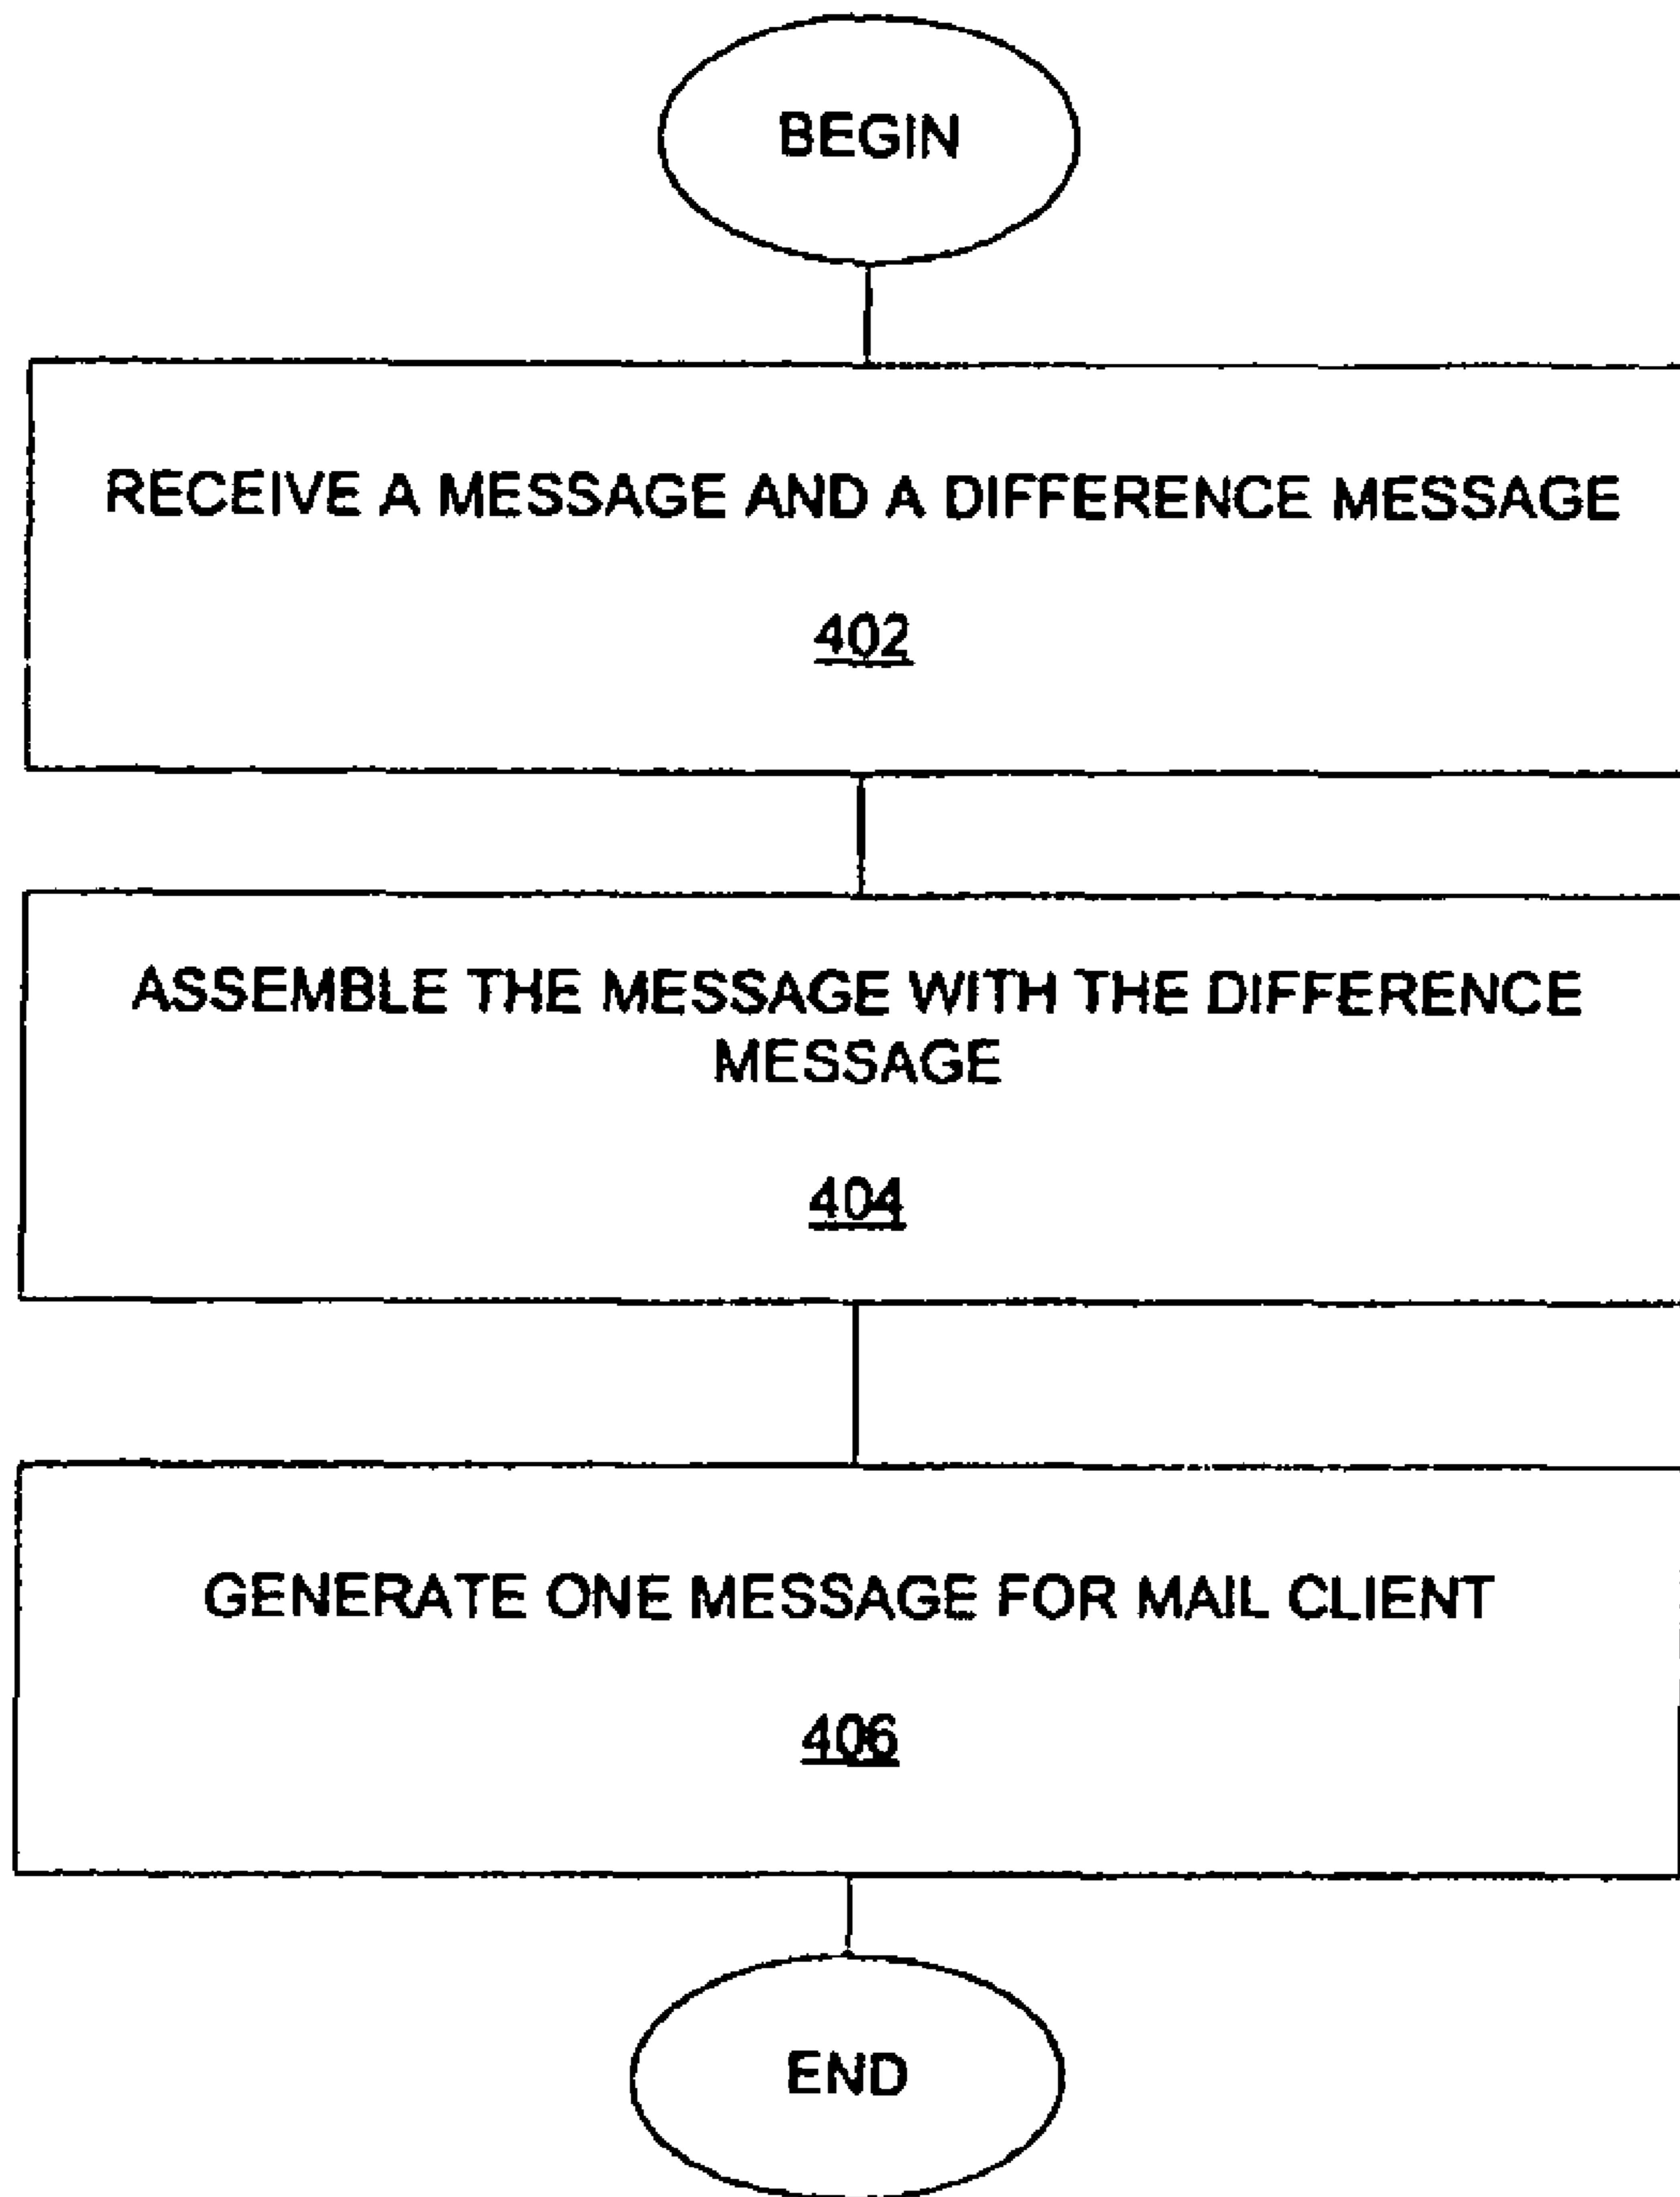 BEGIN
RECEIVE A MESSAGE AND A DIFFERENCE MESSAGE
402
ASSEMBLE THE MESSAGE WITH THE DIFFERENCE
MESSAGE
404
GENERATE ONE MESSAGE FOR MAIL CLIENT
406
END